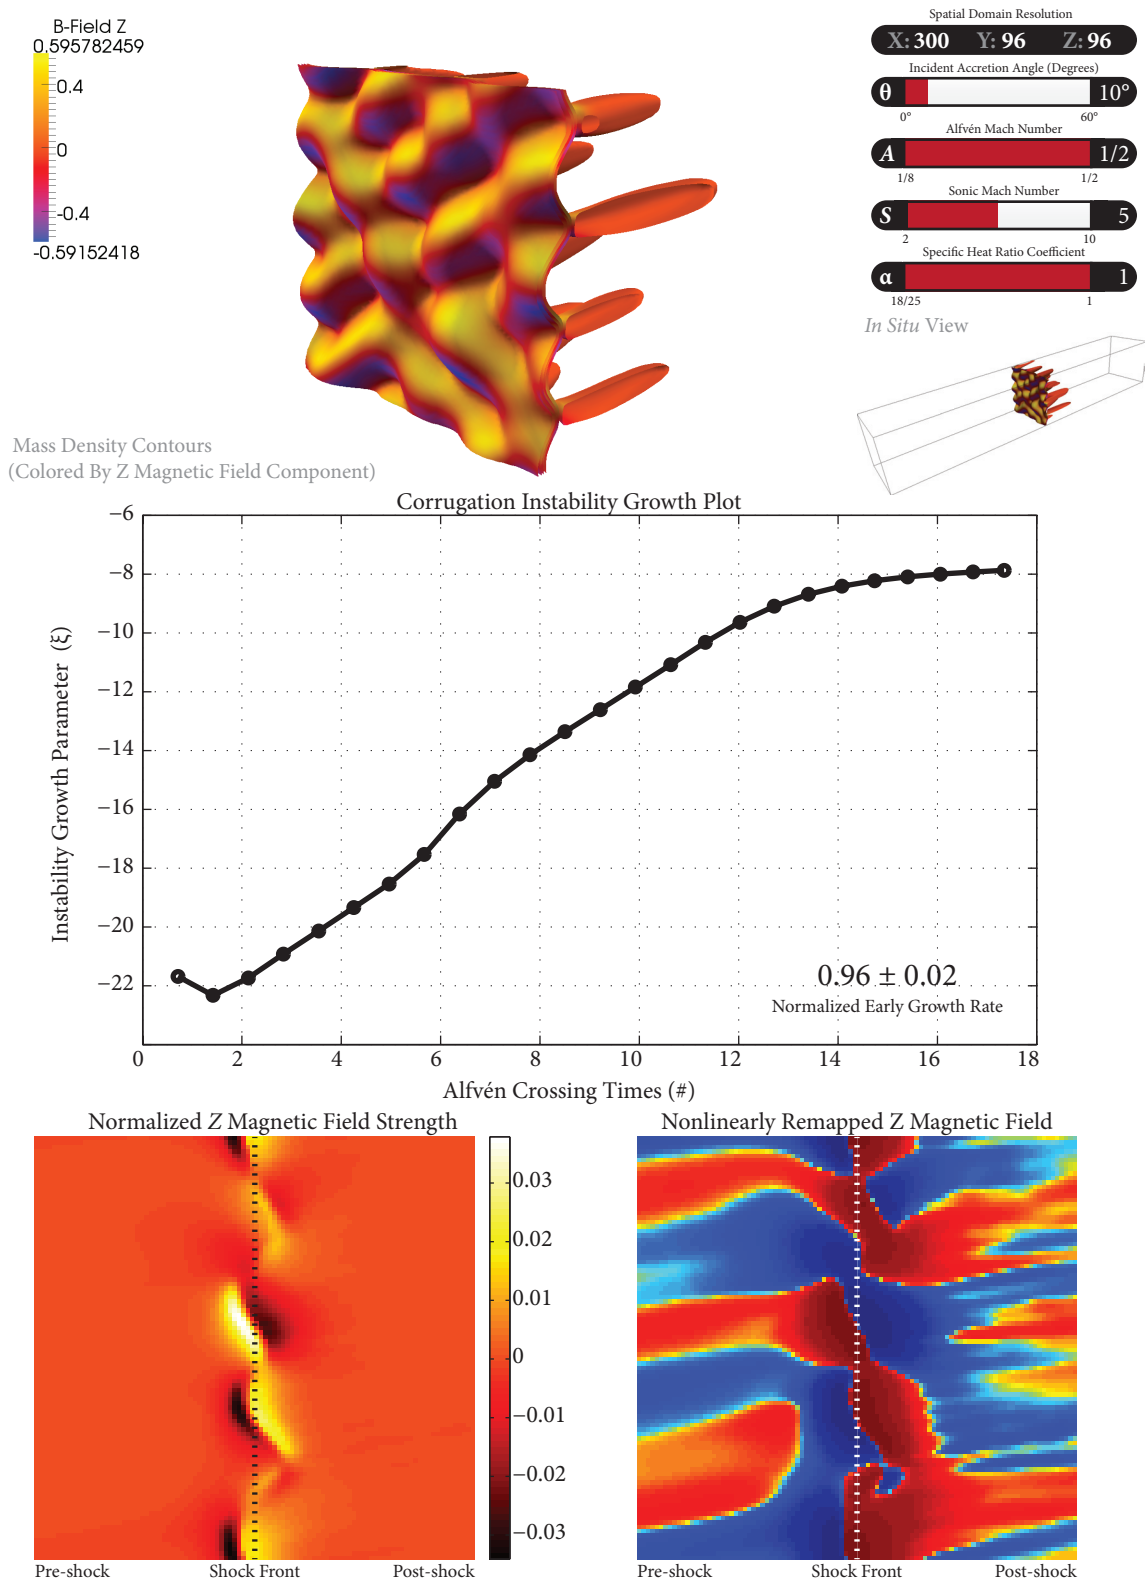 B-Field Z
0.595782459
0.4
0
-0.4
-0.59152418
Mass Density Contours
(Colored By Z Magnetic Field Component)
Spatial Domain Resolution
X: 300 Y: 96 Z: 96
Incident Accretion Angle (Degrees)
θ 10°
0° 60°
Alfvén Mach Number
A 1/2
1/8 1/2
Sonic Mach Number
S 5
2 10
Specific Heat Ratio Coefficient
α 1
18/25 1
In Situ View
Corrugation Instability Growth Plot
−6
−8
−10
−12
−14
−16
−18
−20
−22
Instability Growth Parameter (ξ)
0.96 ± 0.02
Normalized Early Growth Rate
0 2 4 6 8 10 12 14 16 18
Alfvén Crossing Times (#)
Normalized Z Magnetic Field Strength
0.03
0.02
0.01
0
−0.01
−0.02
−0.03
Pre-shock Shock Front Post-shock
Nonlinearly Remapped Z Magnetic Field
Pre-shock Shock Front Post-shock